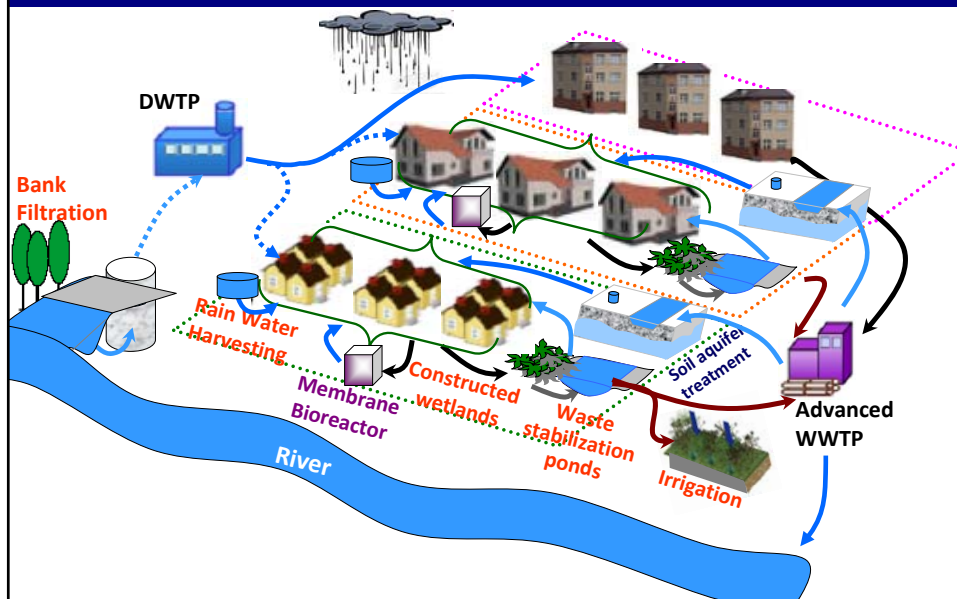 DWTP
Bank
Filtration
Rain Water
Harvesting
Membrane
Bioreactor
Constructed
wetlands
Waste
stabilization
ponds
Soil aquifer
treatment
Irrigation
Advanced
WWTP
River